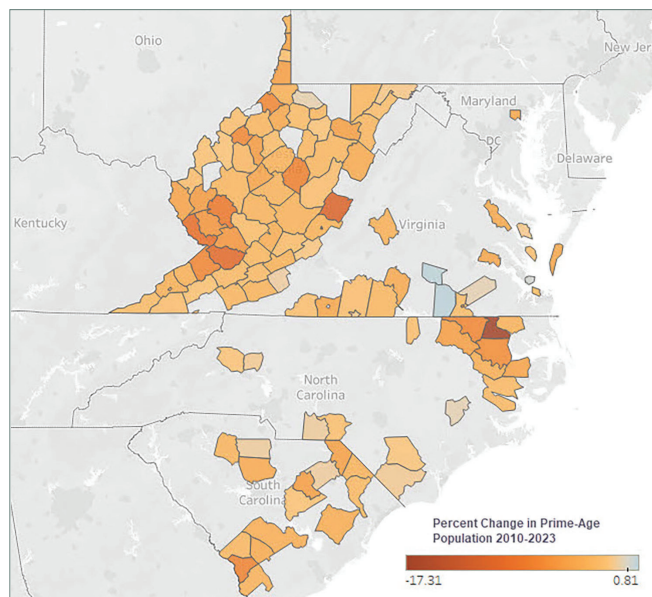 Ohio
New Jer
Maryland
DC
Delaware
Kentucky
Virginia
North
Carolina
South
Carolina
Percent Change in Prime-Age
Population 2010-2023
-17.31
0.81